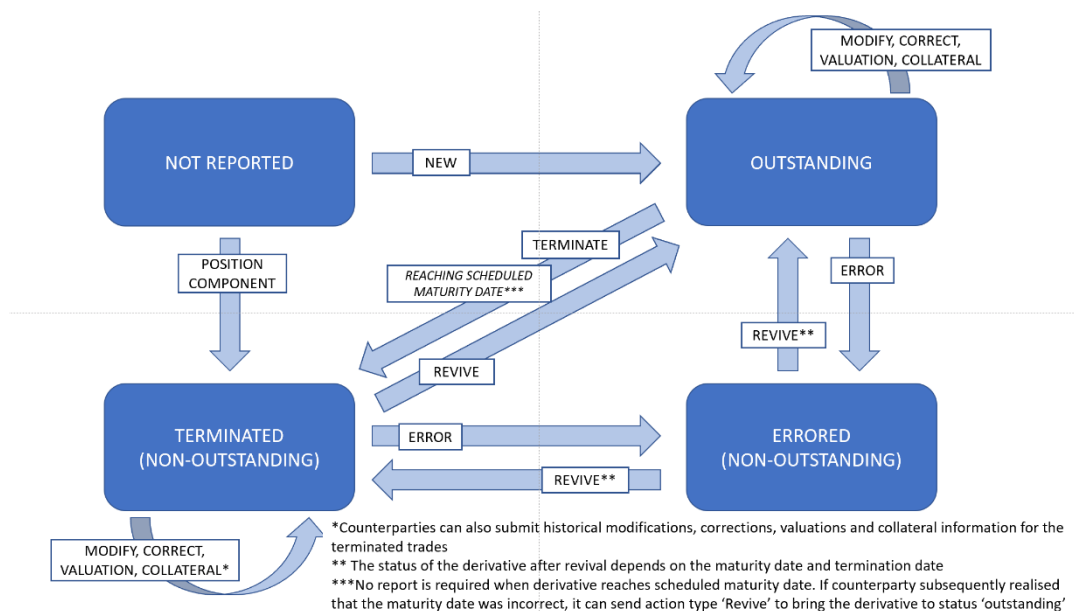 MODIFY, CORRECT,
VALUATION, COLLATERAL
NOT REPORTED
NEW
OUTSTANDING
POSITION
COMPONENT
TERMINATE
REACHING SCHEDULED
MATURITY DATE***
REVIVE
ERROR
REVIVE**
TERMINATED
(NON-OUTSTANDING)
ERROR
REVIVE**
ERRORED
(NON-OUTSTANDING)
MODIFY, CORRECT,
VALUATION, COLLATERAL*
*Counterparties can also submit historical modifications, corrections, valuations and collateral information for the
terminated trades
** The status of the derivative after revival depends on the maturity date and termination date
***No report is required when derivative reaches scheduled maturity date. If counterparty subsequently realised
that the maturity date was incorrect, it can send action type ‘Revive’ to bring the derivative to status ‘outstanding’